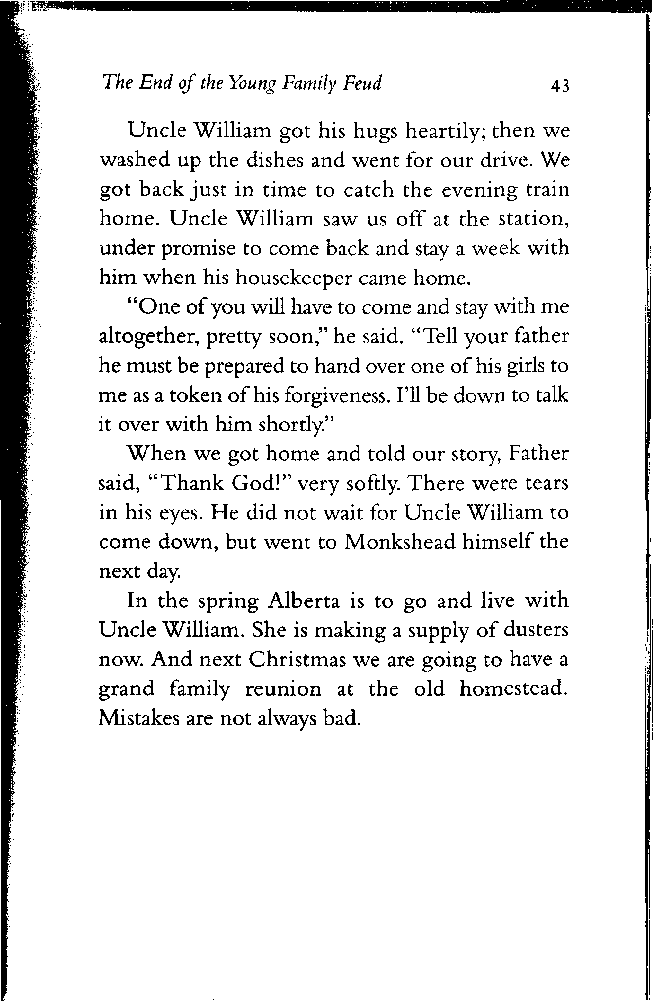 The End of the Young Family Feud 43
Uncle William got his hugs heartily; then we
washed up the dishes and went for our drive. We
got back just in time to catch the evening train
home. Uncle William saw us off at the station,
under promise to come back and stay a week with
him when his housekeeper came home.
“One of you will have to come and stay with me
altogether, pretty soon,” he said. “Tell your father
he must be prepared to hand over one of his girls to
me as a token of his forgiveness. I’ll be down to talk
it over with him shortly.”
When we got home and told our story, Father
said, “Thank God!” very softly. There were tears
in his eyes. He did not wait for Uncle William to
come down, but went to Monkshead himself the
next day.
In the spring Alberta is to go and live with
Uncle William. She is making a supply of dusters
now. And next Christmas we are going to have a
grand family reunion at the old homestead.
Mistakes are not always bad.